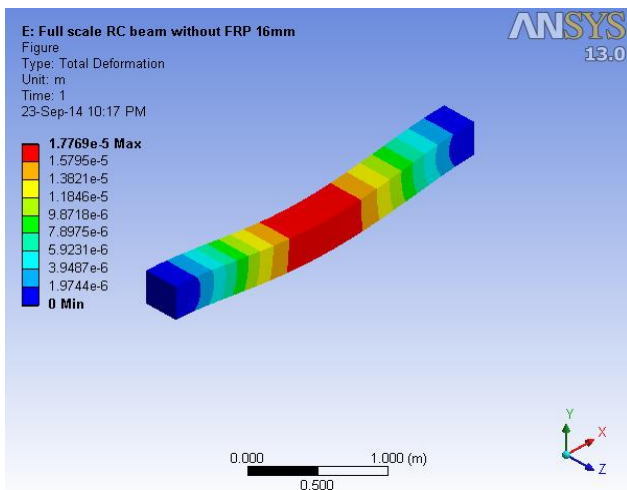 E: Full scale RC beam without FRP 16mm
Figure
Type: Total Deformation
Unit: m
Time: 1
23-Sep-14 10:17 PM
ANSYS
13.0
1.7769e-5 Max
1.5795e-5
1.3821e-5
1.1846e-5
9.8718e-6
7.8975e-6
5.9231e-6
3.9487e-6
1.9744e-6
0 Min
0.000 1.000 (m)
0.500
Y
X
Z